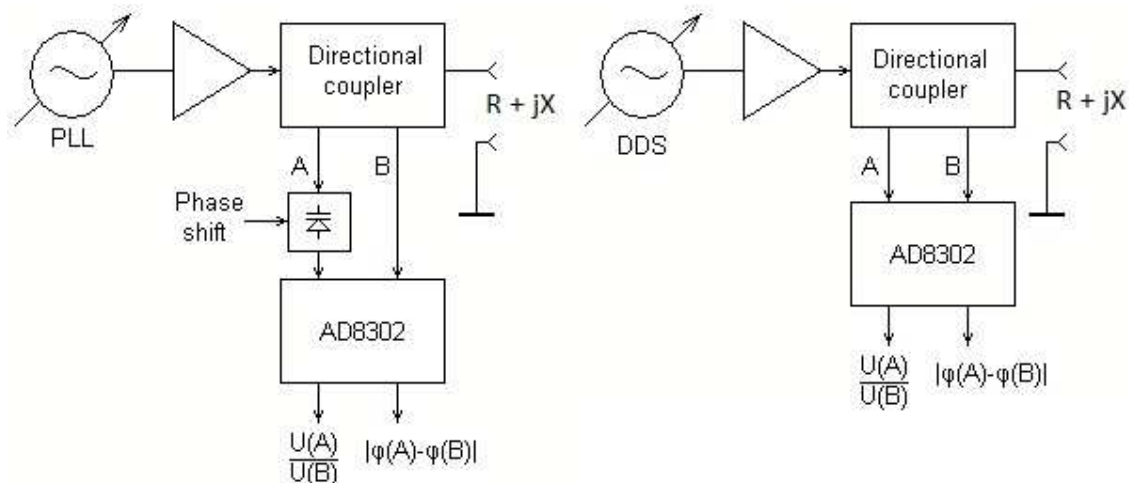 Directional
coupler
PLL
R + jX
A
B
Phase
shift
AD8302
U(A)
U(B)
|φ(A)-φ(B)|
Directional
coupler
DDS
R + jX
A
B
AD8302
U(A)
U(B)
|φ(A)-φ(B)|